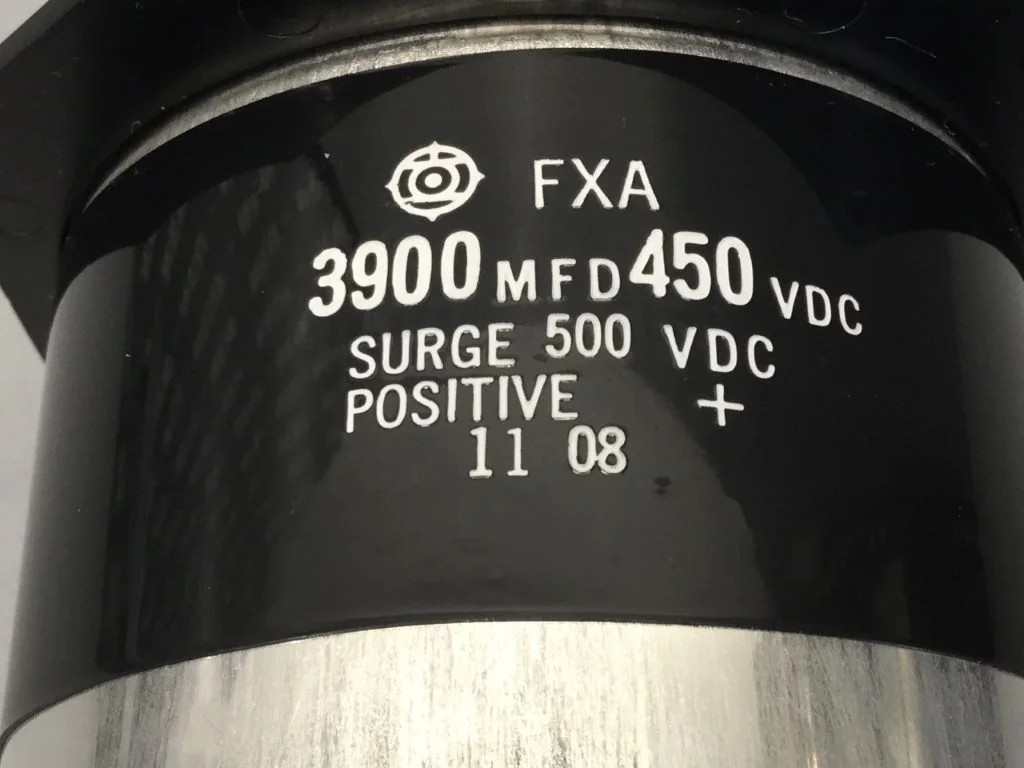 FXA
3900 MFD 450 VDC
SURGE 500 VDC
POSITIVE +
11 08